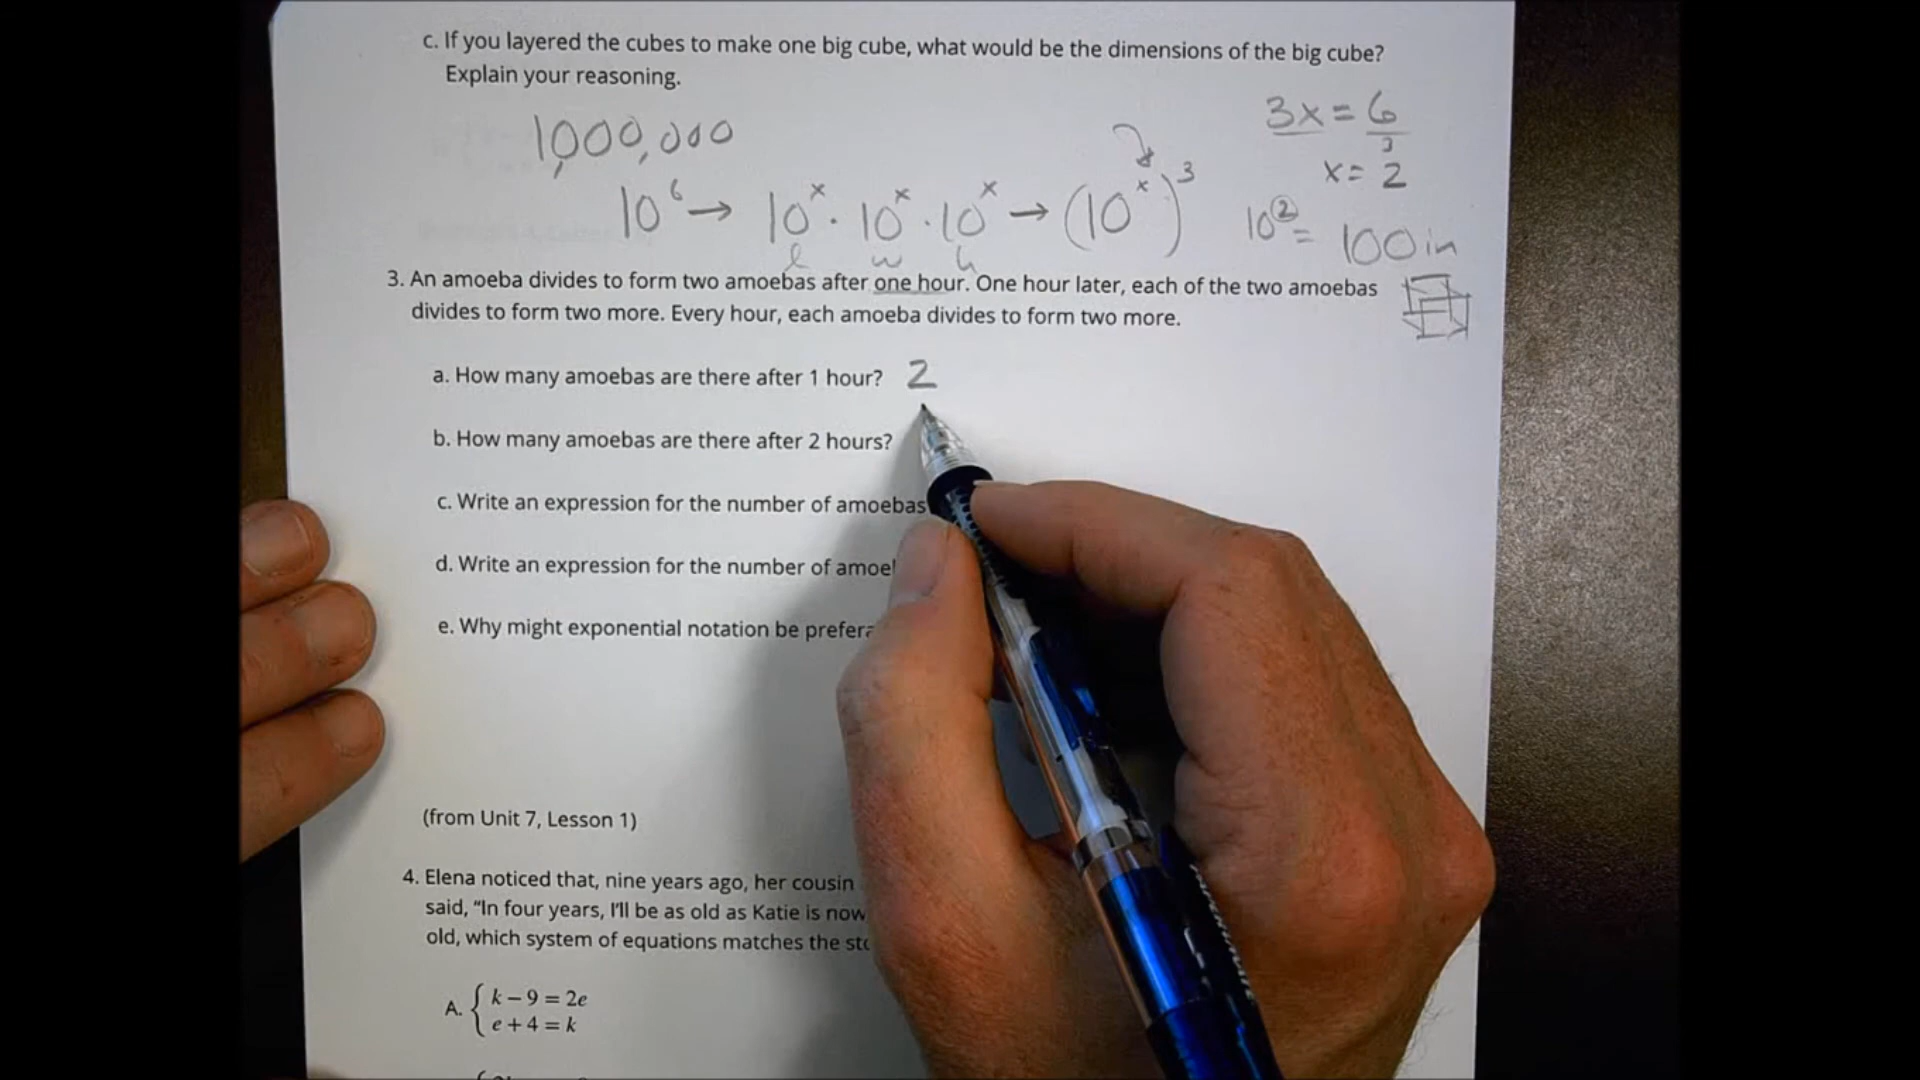 c. If you layered the cubes to make one big cube, what would be the dimensions of the big cube?
Explain your reasoning.
1,000,000
3x = 6
3
x = 2
10⁶ → 10ˣ · 10ˣ · 10ˣ → (10ˣ)³
l w h
10² = 100 in
3. An amoeba divides to form two amoebas after one hour. One hour later, each of the two amoebas
divides to form two more. Every hour, each amoeba divides to form two more.
a. How many amoebas are there after 1 hour? 2
b. How many amoebas are there after 2 hours?
c. Write an expression for the number of amoebas
d. Write an expression for the number of
e. Why might exponential notation be
(from Unit 7, Lesson 1)
4. Elena noticed that, nine years ago, her cousin
said, “In four years, I’ll be as old as Katie is now
old, which system of equations matches the
A. { k − 9 = 2e
e + 4 = k